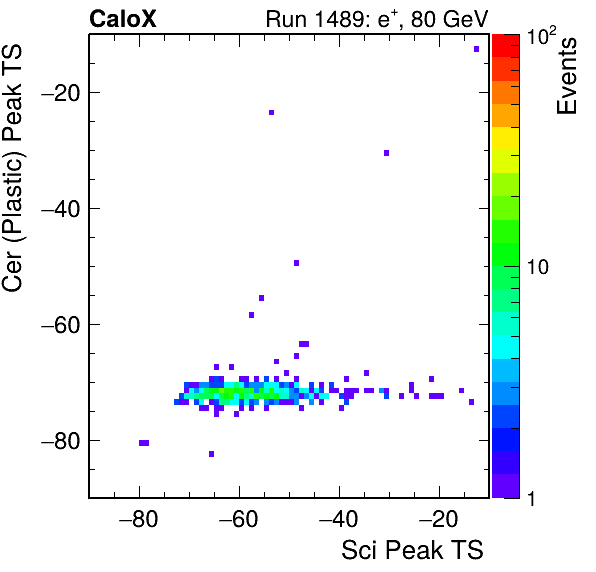 CaloX Run 1489: e⁺, 80 GeV
Cer (Plastic) Peak TS
−20
−40
−60
−80
−80 −60 −40 −20
Sci Peak TS
10²
10
1
Events